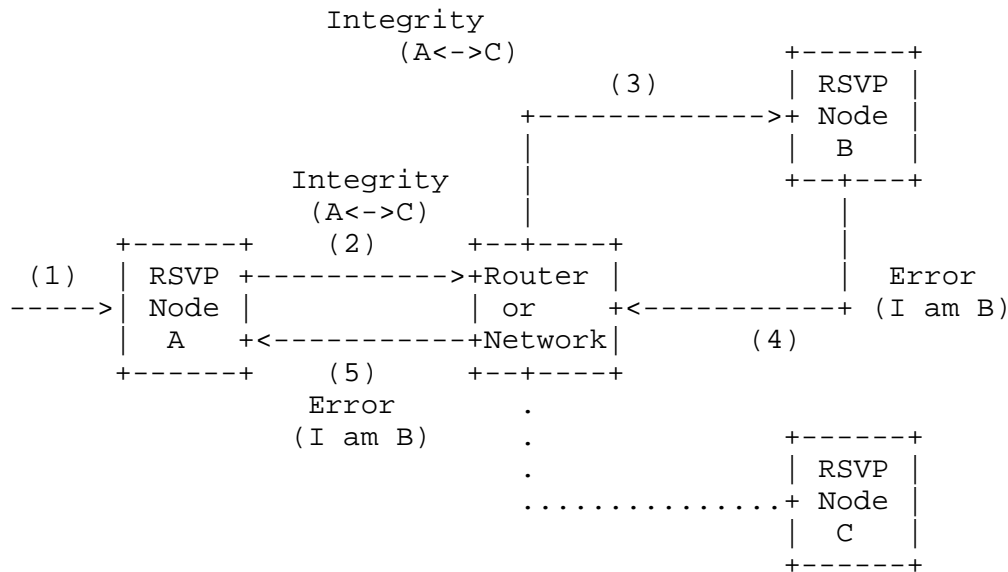 Integrity
                    (A<->C)                     +------+
                                   (3)          | RSVP |
                             +------------->+ Node |
                             |                  |  B   |
              Integrity      |                  +--+---+
               (A<->C)       |                     |
     +------+    (2)      +--+----+                |
 (1) | RSVP +----------->+Router |                |   Error
----->| Node |            |  or    +<-----------+  (I am B)
     |  A   +<-----------+Network|       (4)
     +------+    (5)      +--+----+
               Error         .
              (I am B)       .                  +------+
                             .                  | RSVP |
                             ...............+ Node |
                                                |  C   |
                                                +------+